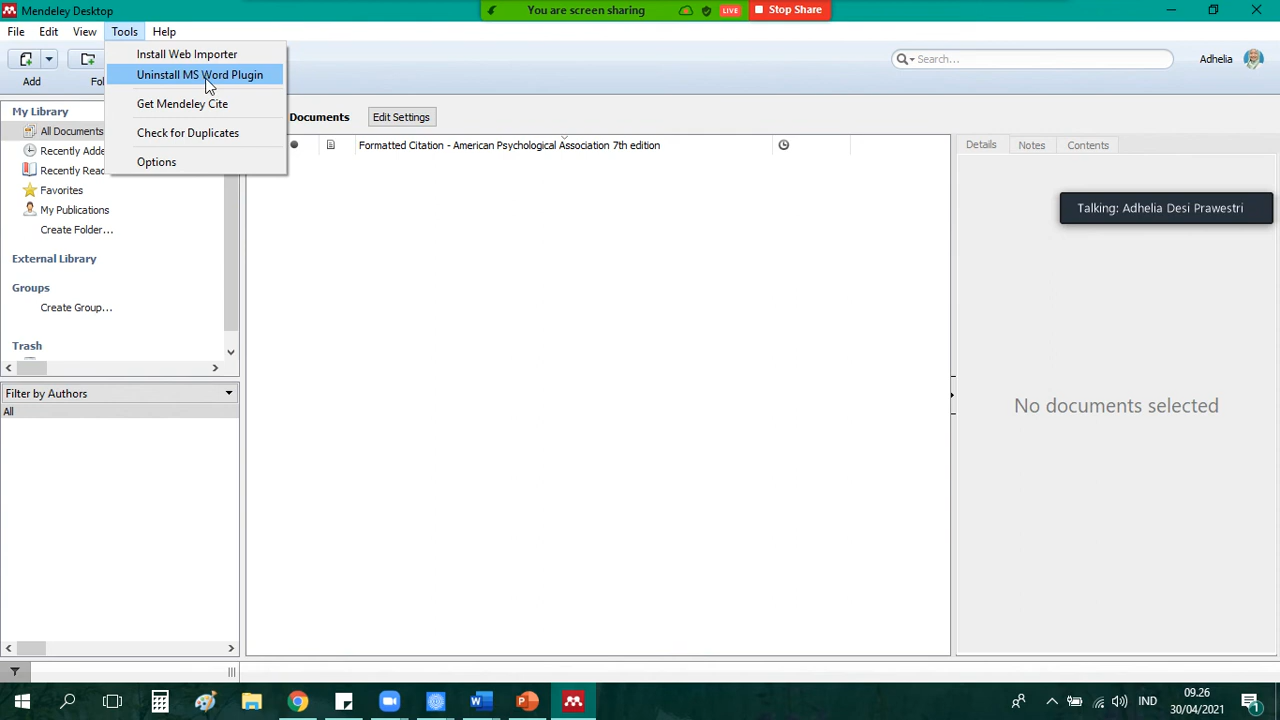 Mendeley Desktop
You are screen sharing
LIVE
Stop Share
File Edit View Tools Help
Install Web Importer
Uninstall MS Word Plugin
Get Mendeley Cite
Check for Duplicates
Options
Add
Fol
Search...
Adhelia
My Library
All Documents
Recently Adde
Recently Read
Favorites
My Publications
Create Folder...
External Library
Groups
Create Group...
Trash
Filter by Authors
All
Documents
Edit Settings
Formatted Citation - American Psychological Association 7th edition
Details Notes Contents
Talking: Adhelia Desi Prawestri
No documents selected
IND
09.26
30/04/2021
1